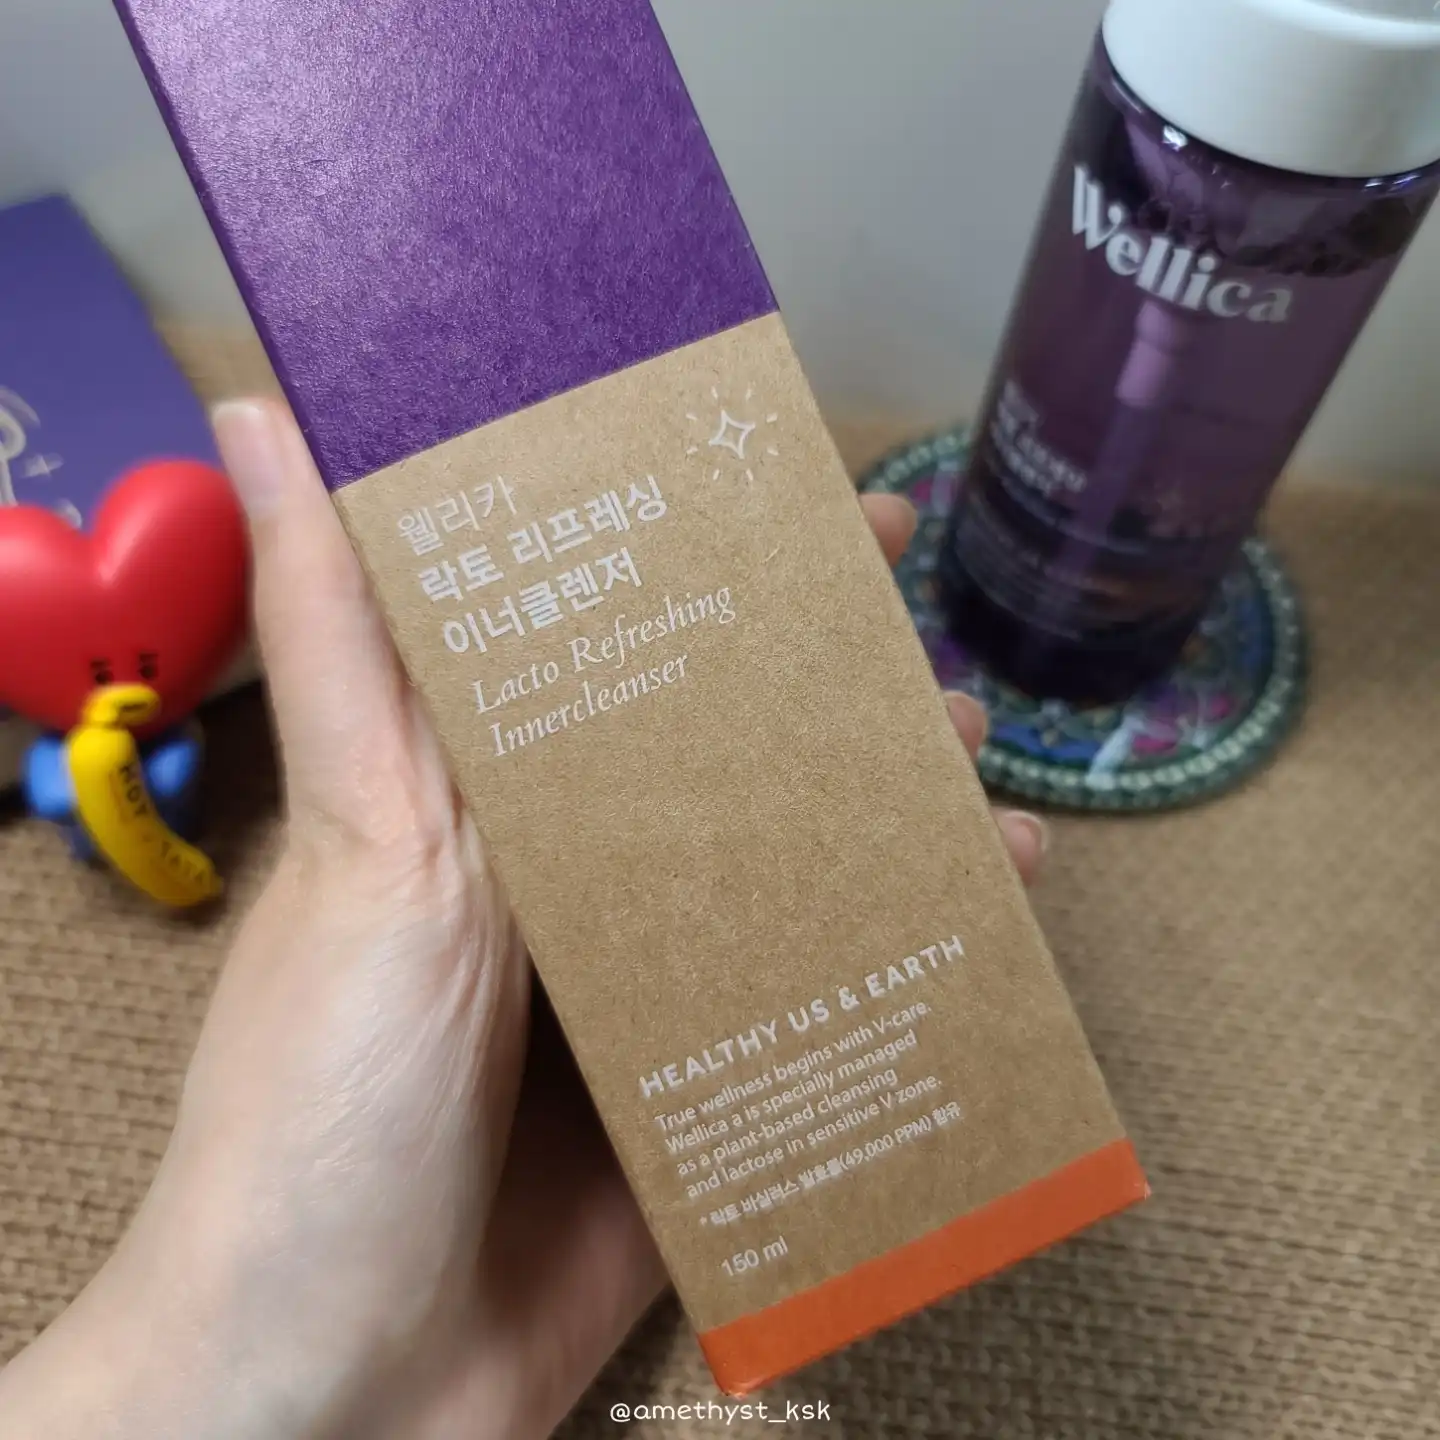 Wellica
웰리카
락토 리프레싱
이너클렌저
Lacto Refreshing
Innercleanser
HEALTHY US & EARTH
True wellness begins with V-care.
Wellica a is specially managed
as a plant-based cleansing
and lactose in sensitive V zone.
* 락토 바실러스 발효물(49,000 PPM) 함유
150 ml
HOT
TATA
@amethyst_ksk